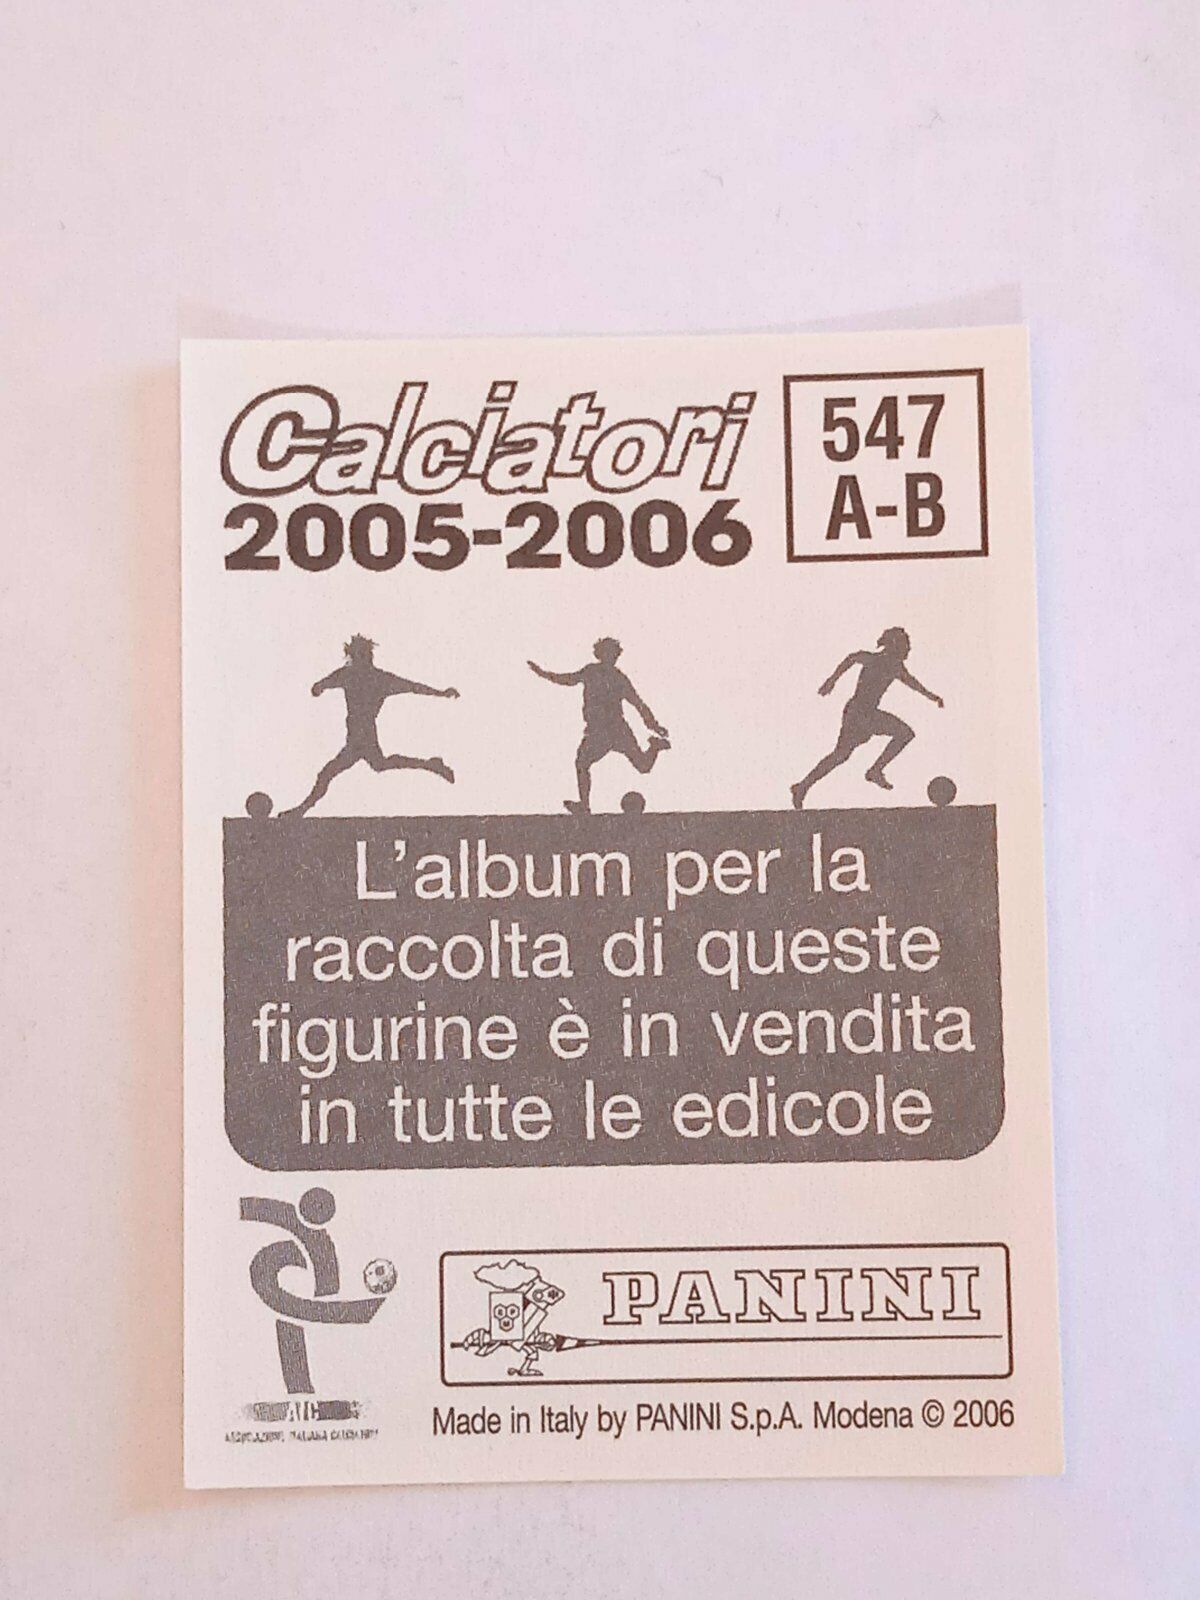 Calciatori
2005-2006
547
A-B
L'album per la
raccolta di queste
figurine è in vendita
in tutte le edicole
PANINI
Made in Italy by PANINI S.p.A. Modena © 2006